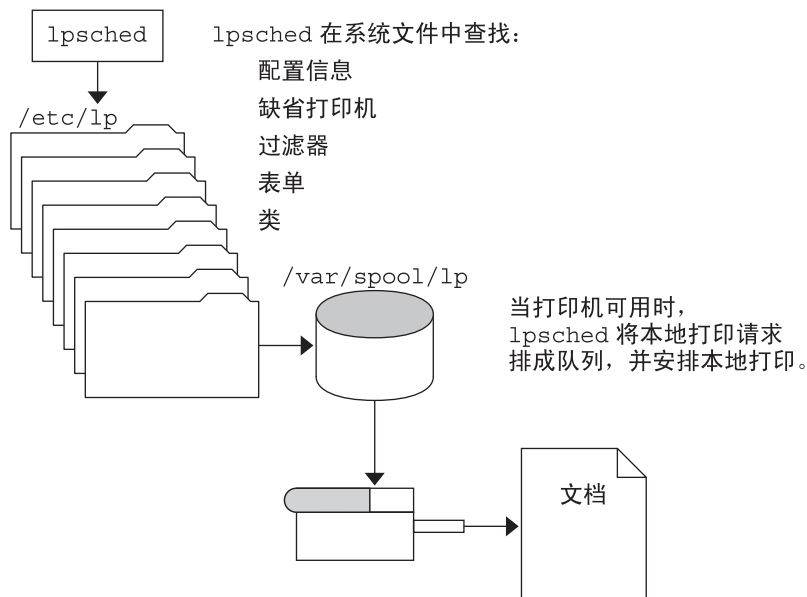 lpsched
lpsched 在系统文件中查找：
配置信息
缺省打印机
过滤器
表单
类
/etc/lp
/var/spool/lp
当打印机可用时，
lpsched 将本地打印请求
排成队列，并安排本地打印。
文档